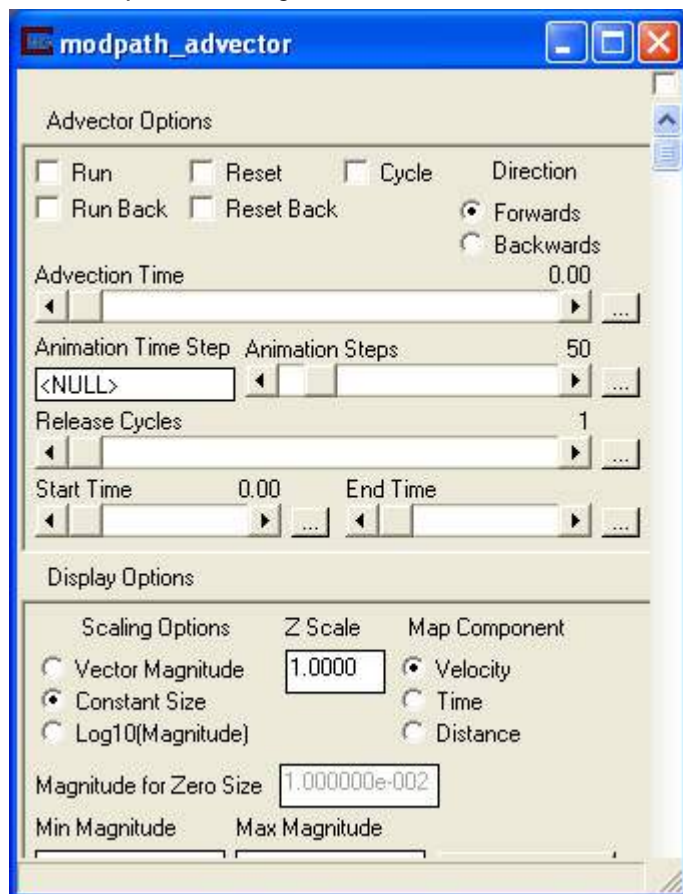 modpath_advector
Advector Options
Run Reset Cycle Direction
Run Back Reset Back Forwards
Backwards
Advection Time 0.00
...
Animation Time Step Animation Steps 50
<NULL> ...
Release Cycles 1
...
Start Time 0.00 End Time
... ...
Display Options
Scaling Options Z Scale Map Component
Vector Magnitude 1.0000 Velocity
Constant Size Time
Log10(Magnitude) Distance
Magnitude for Zero Size 1.000000e-002
Min Magnitude Max Magnitude